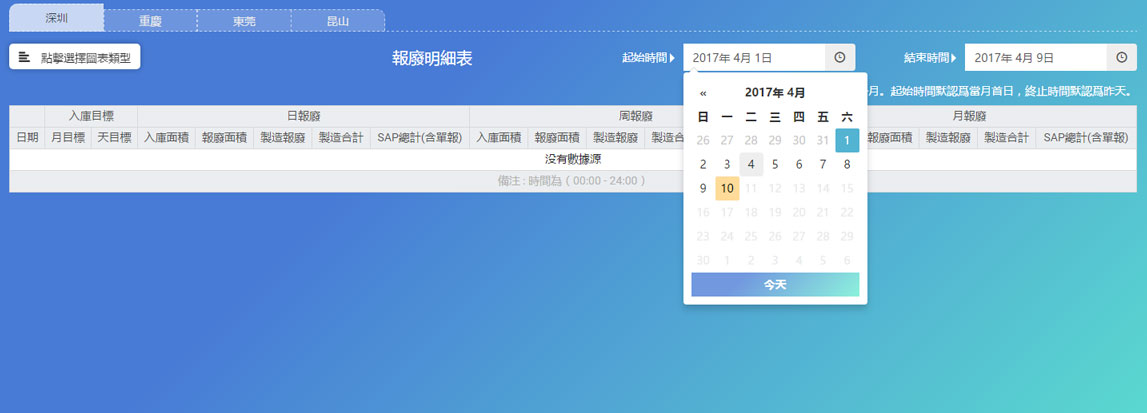 深圳 重慶 東莞 昆山
點擊選擇圖表類型 報廢明細表 起始時間 2017年 4月 1日 結束時間 2017年 4月 9日
月。起始時間默認爲當月首日，終止時間默認爲昨天。
入庫目標 日報廢 周報廢 月報廢
日期 月目標 天目標 入庫面積 報廢面積 製造報廢 製造合計 SAP總計(含單報) 入庫面積 報廢面積 製造報廢 報廢面積 製造報廢 製造合計 SAP總計(含單報)
没有數據源
備注 : 時間為 ( 00:00 - 24:00 )
« 2017年 4月
日 一 二 三 四 五 六
26 27 28 29 30 31 1
2 3 4 5 6 7 8
9 10 11 12 13 14 15
16 17 18 19 20 21 22
23 24 25 26 27 28 29
30 1 2 3 4 5 6
今天